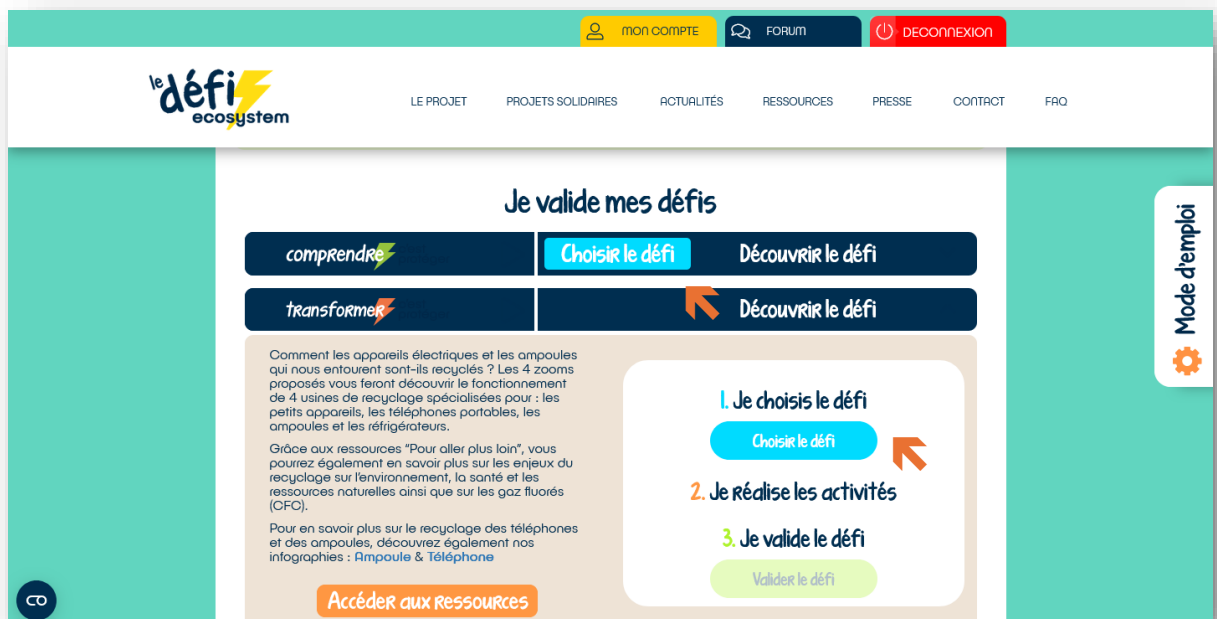 MON COMPTE
FORUM
DECONNEXION
le défi ecosystem
LE PROJET
PROJETS SOLIDAIRES
ACTUALITÉS
RESSOURCES
PRESSE
CONTACT
FAQ
Je valide mes défis
comprendre
Choisir le défi
Découvrir le défi
transformer
Découvrir le défi
Comment les appareils électriques et les ampoules
qui nous entourent sont-ils recyclés ? Les 4 zooms
proposés vous feront découvrir le fonctionnement
de 4 usines de recyclage spécialisées pour : les
petits appareils, les téléphones portables, les
ampoules et les réfrigérateurs.
Grâce aux ressources "Pour aller plus loin", vous
pourrez également en savoir plus sur les enjeux du
recyclage sur l'environnement, la santé et les
ressources naturelles ainsi que sur les gaz fluorés
(CFC).
Pour en savoir plus sur le recyclage des téléphones
et des ampoules, découvrez également nos
infographies : Ampoule & Téléphone
Accéder aux Ressources
1. Je choisis le défi
Choisir le défi
2. Je Réalise les activités
3. Je valide le défi
Valider le défi
Mode d'emploi